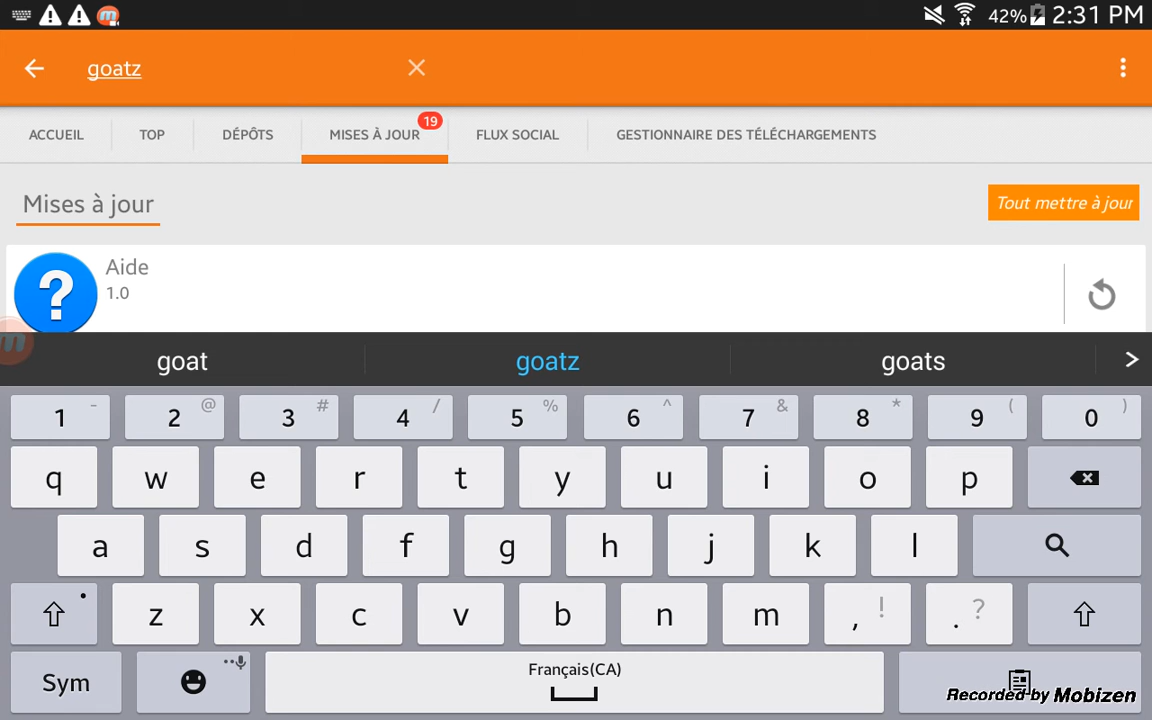 42% 2:31 PM
goatz
ACCUEIL TOP DÉPÔTS MISES À JOUR 19 FLUX SOCIAL GESTIONNAIRE DES TÉLÉCHARGEMENTS
Mises à jour Tout mettre à jour
Aide
1.0
goat goatz goats >
1 - 2 @ 3 # 4 / 5 % 6 ^ 7 & 8 * 9 ( 0 )
q w e r t y u i o p
a s d f g h j k l
z x c v b n m , ! . ?
Sym Français(CA)
Recorded by Mobizen